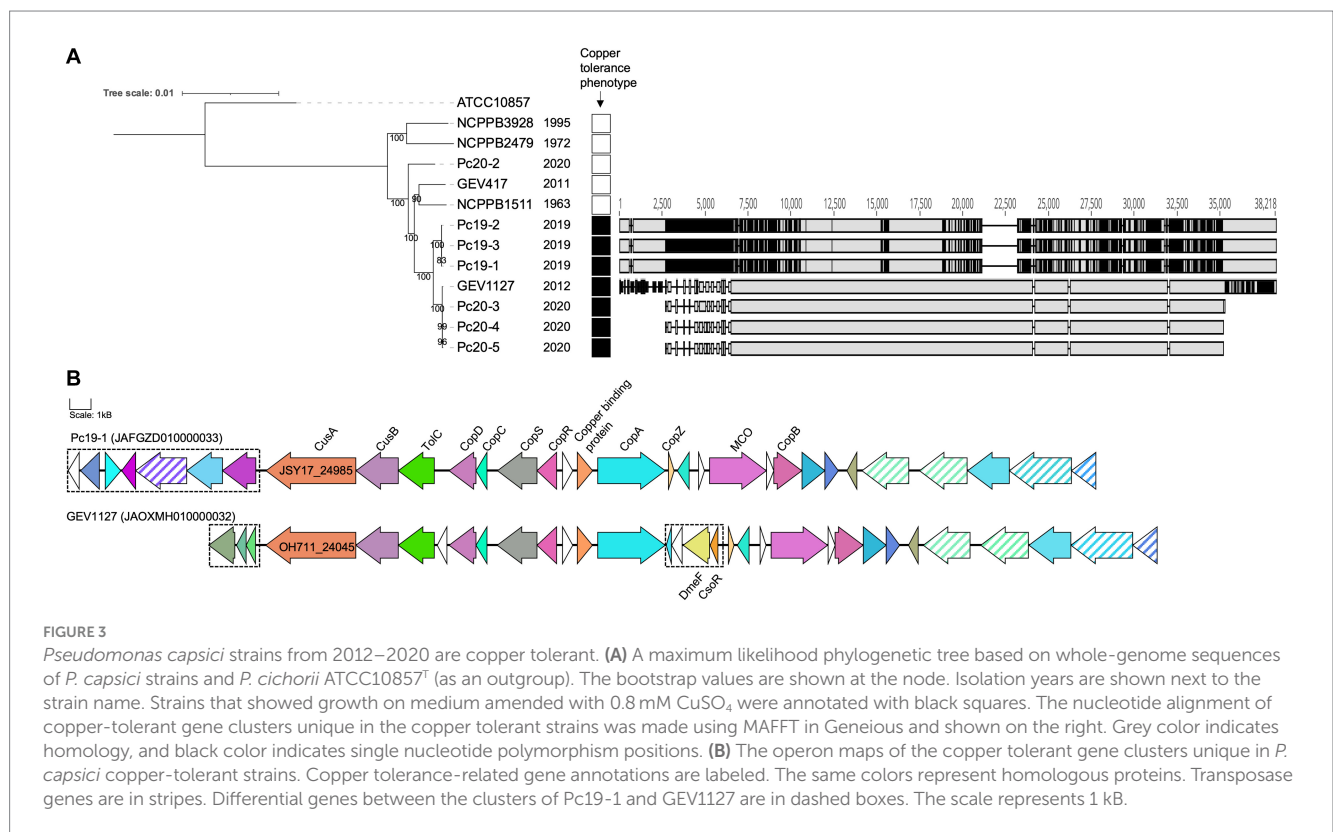 A
Copper
tolerance
phenotype
Tree scale: 0.01
ATCC10857
NCPPB3928 1995
100
NCPPB2479 1972
Pc20-2 2020
GEV417 2011
90
100
NCPPB1511 1963
1 2,500 5,000 7,500 10,000 12,500 15,000 17,500 20,000 22,500 25,000 27,500 30,000 32,500 35,000 38,218
Pc19-2 2019
100
100
Pc19-3 2019
83
Pc19-1 2019
100
GEV1127 2012
100
Pc20-3 2020
99
Pc20-4 2020
96
Pc20-5 2020
B
Scale: 1kB
Pc19-1 (JAFGZD010000033)
CusA CusB TolC CopD CopC CopS CopR Copper binding protein CopA CopZ MCO CopB
JSY17_24985
GEV1127 (JAOXMH010000032)
OH711_24045
DmeF CsoR
FIGURE 3
Pseudomonas capsici strains from 2012–2020 are copper tolerant. (A) A maximum likelihood phylogenetic tree based on whole-genome sequences
of P. capsici strains and P. cichorii ATCC10857ᵀ (as an outgroup). The bootstrap values are shown at the node. Isolation years are shown next to the
strain name. Strains that showed growth on medium amended with 0.8 mM CuSO₄ were annotated with black squares. The nucleotide alignment of
copper-tolerant gene clusters unique in the copper tolerant strains was made using MAFFT in Geneious and shown on the right. Grey color indicates
homology, and black color indicates single nucleotide polymorphism positions. (B) The operon maps of the copper tolerant gene clusters unique in P.
capsici copper-tolerant strains. Copper tolerance-related gene annotations are labeled. The same colors represent homologous proteins. Transposase
genes are in stripes. Differential genes between the clusters of Pc19-1 and GEV1127 are in dashed boxes. The scale represents 1 kB.